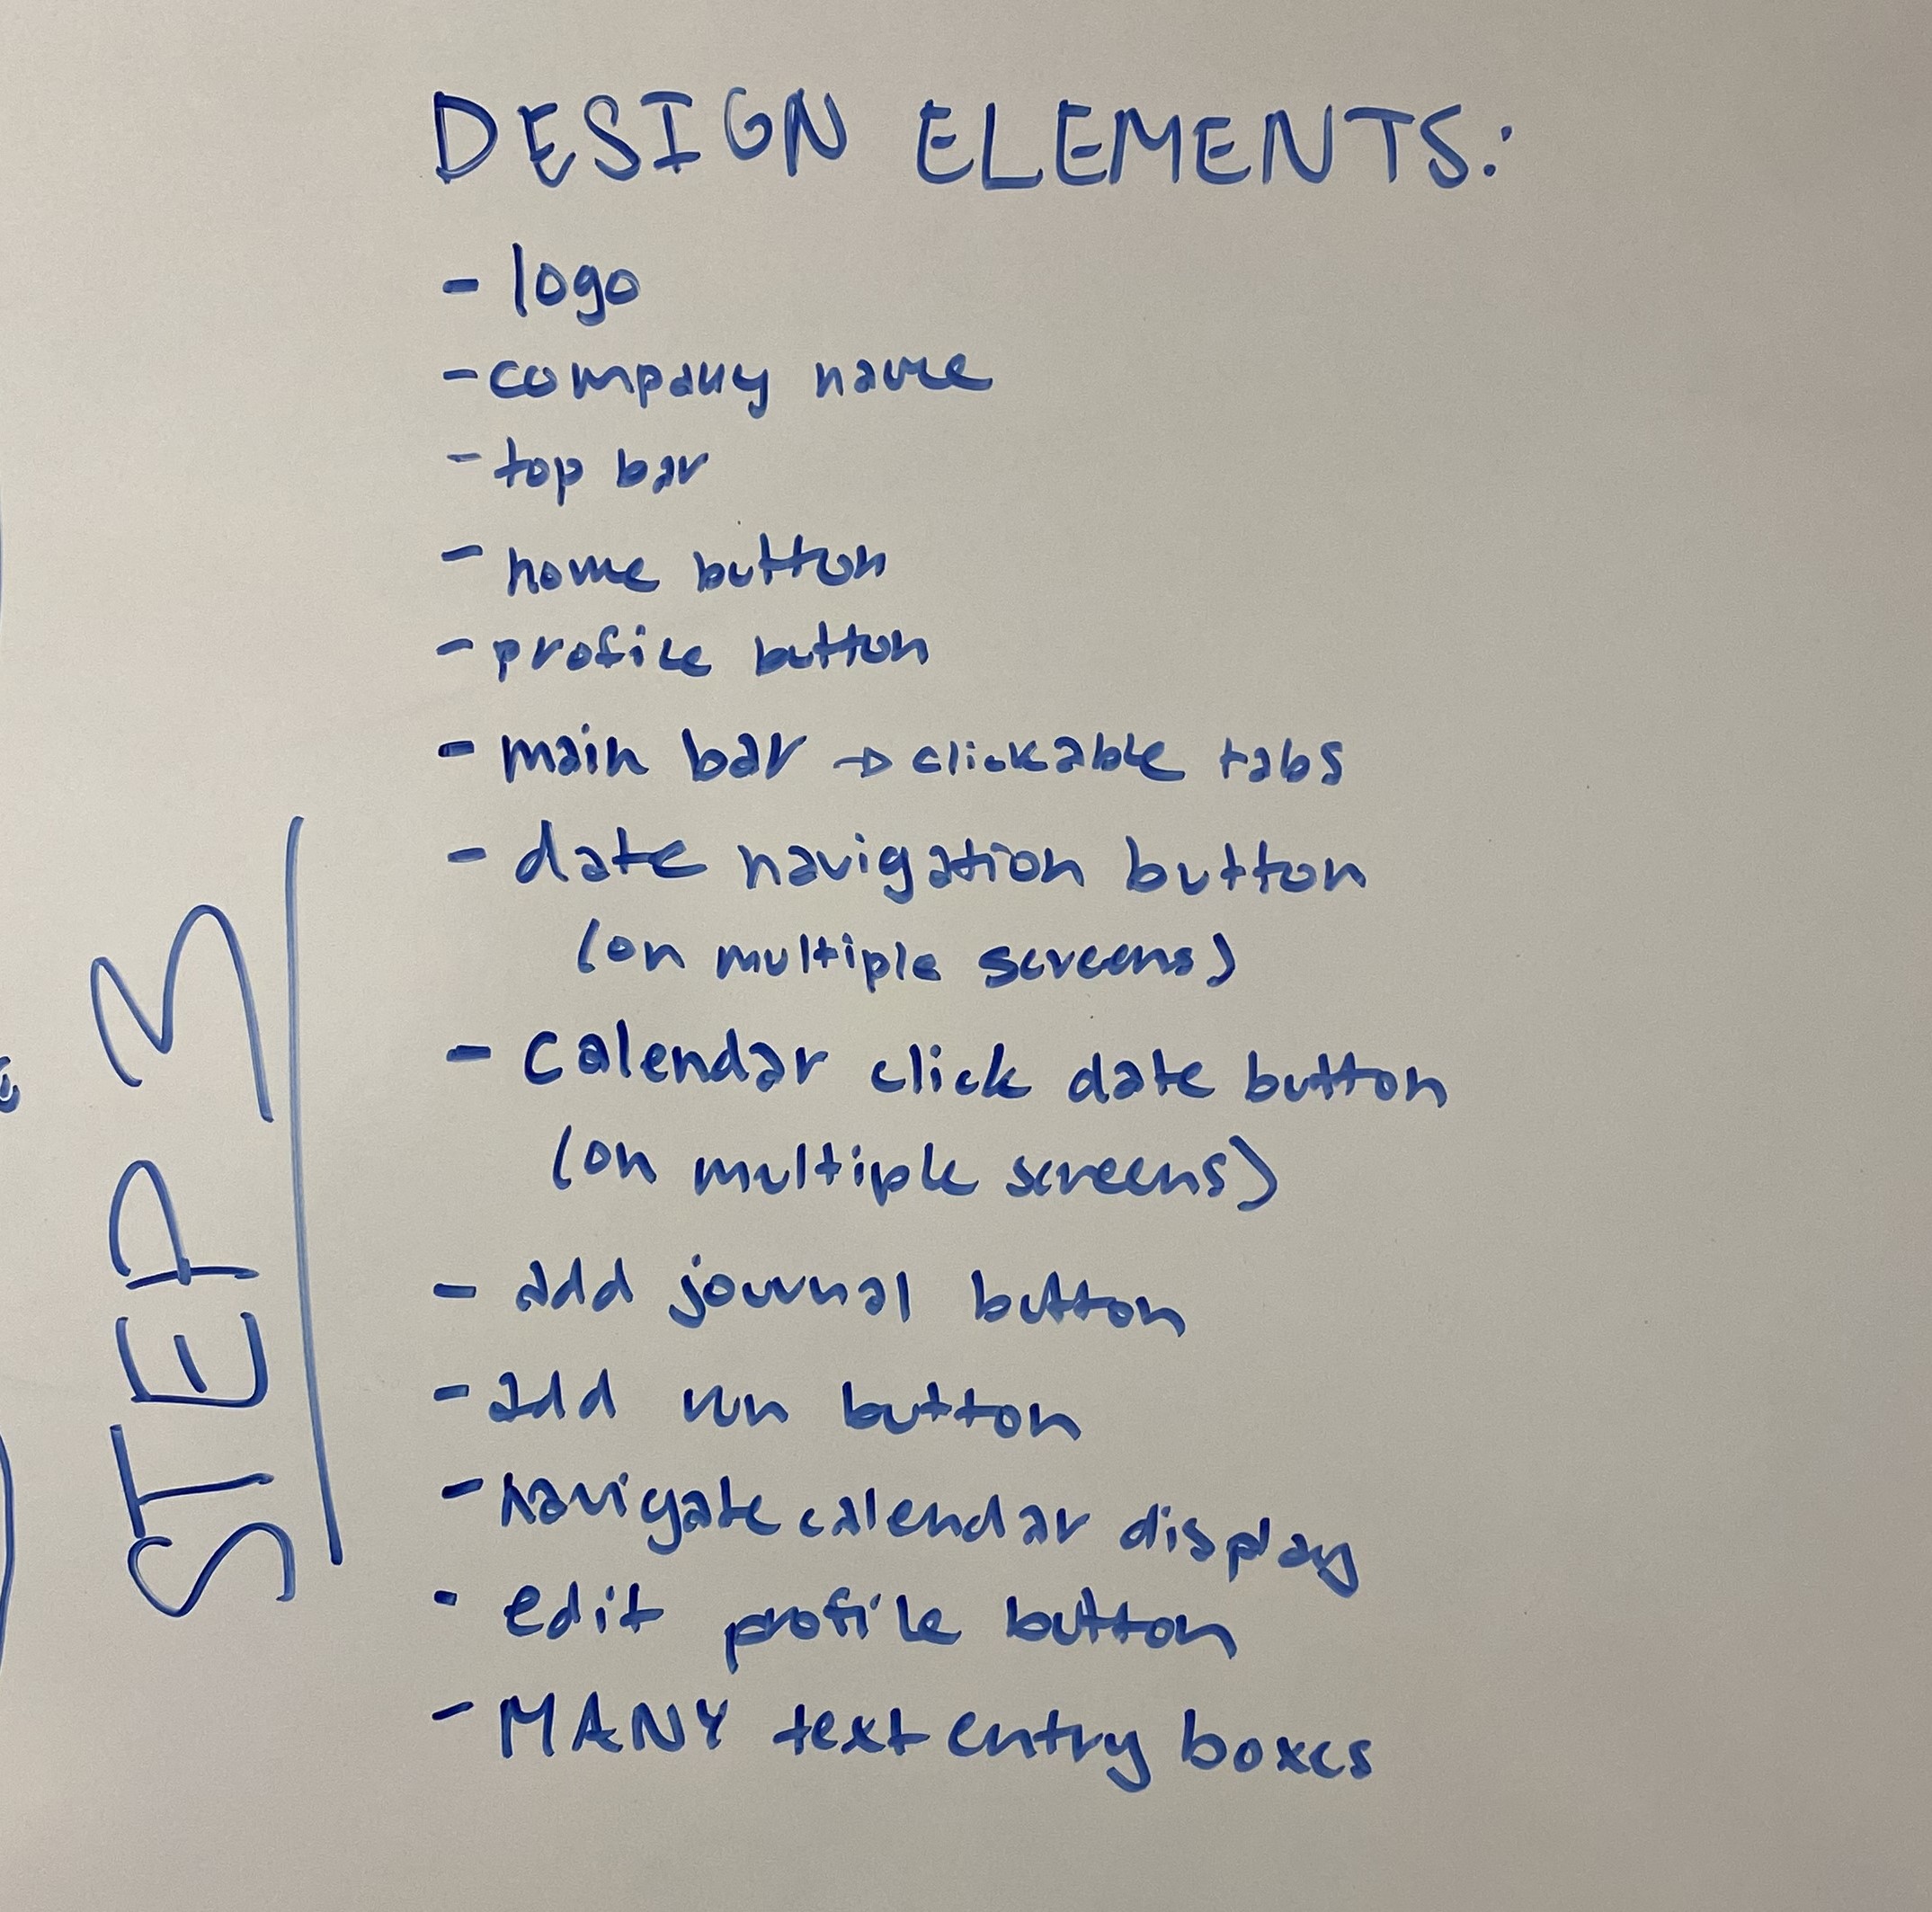 STEP 3
DESIGN ELEMENTS:
- logo
- company name
- top bar
- home button
- profile button
- main bar → clickable tabs
- date navigation button
(on multiple screens)
- Calendar click date button
(on multiple screens)
- add journal button
- add run button
- navigate calendar display
- edit profile button
- MANY text entry boxes